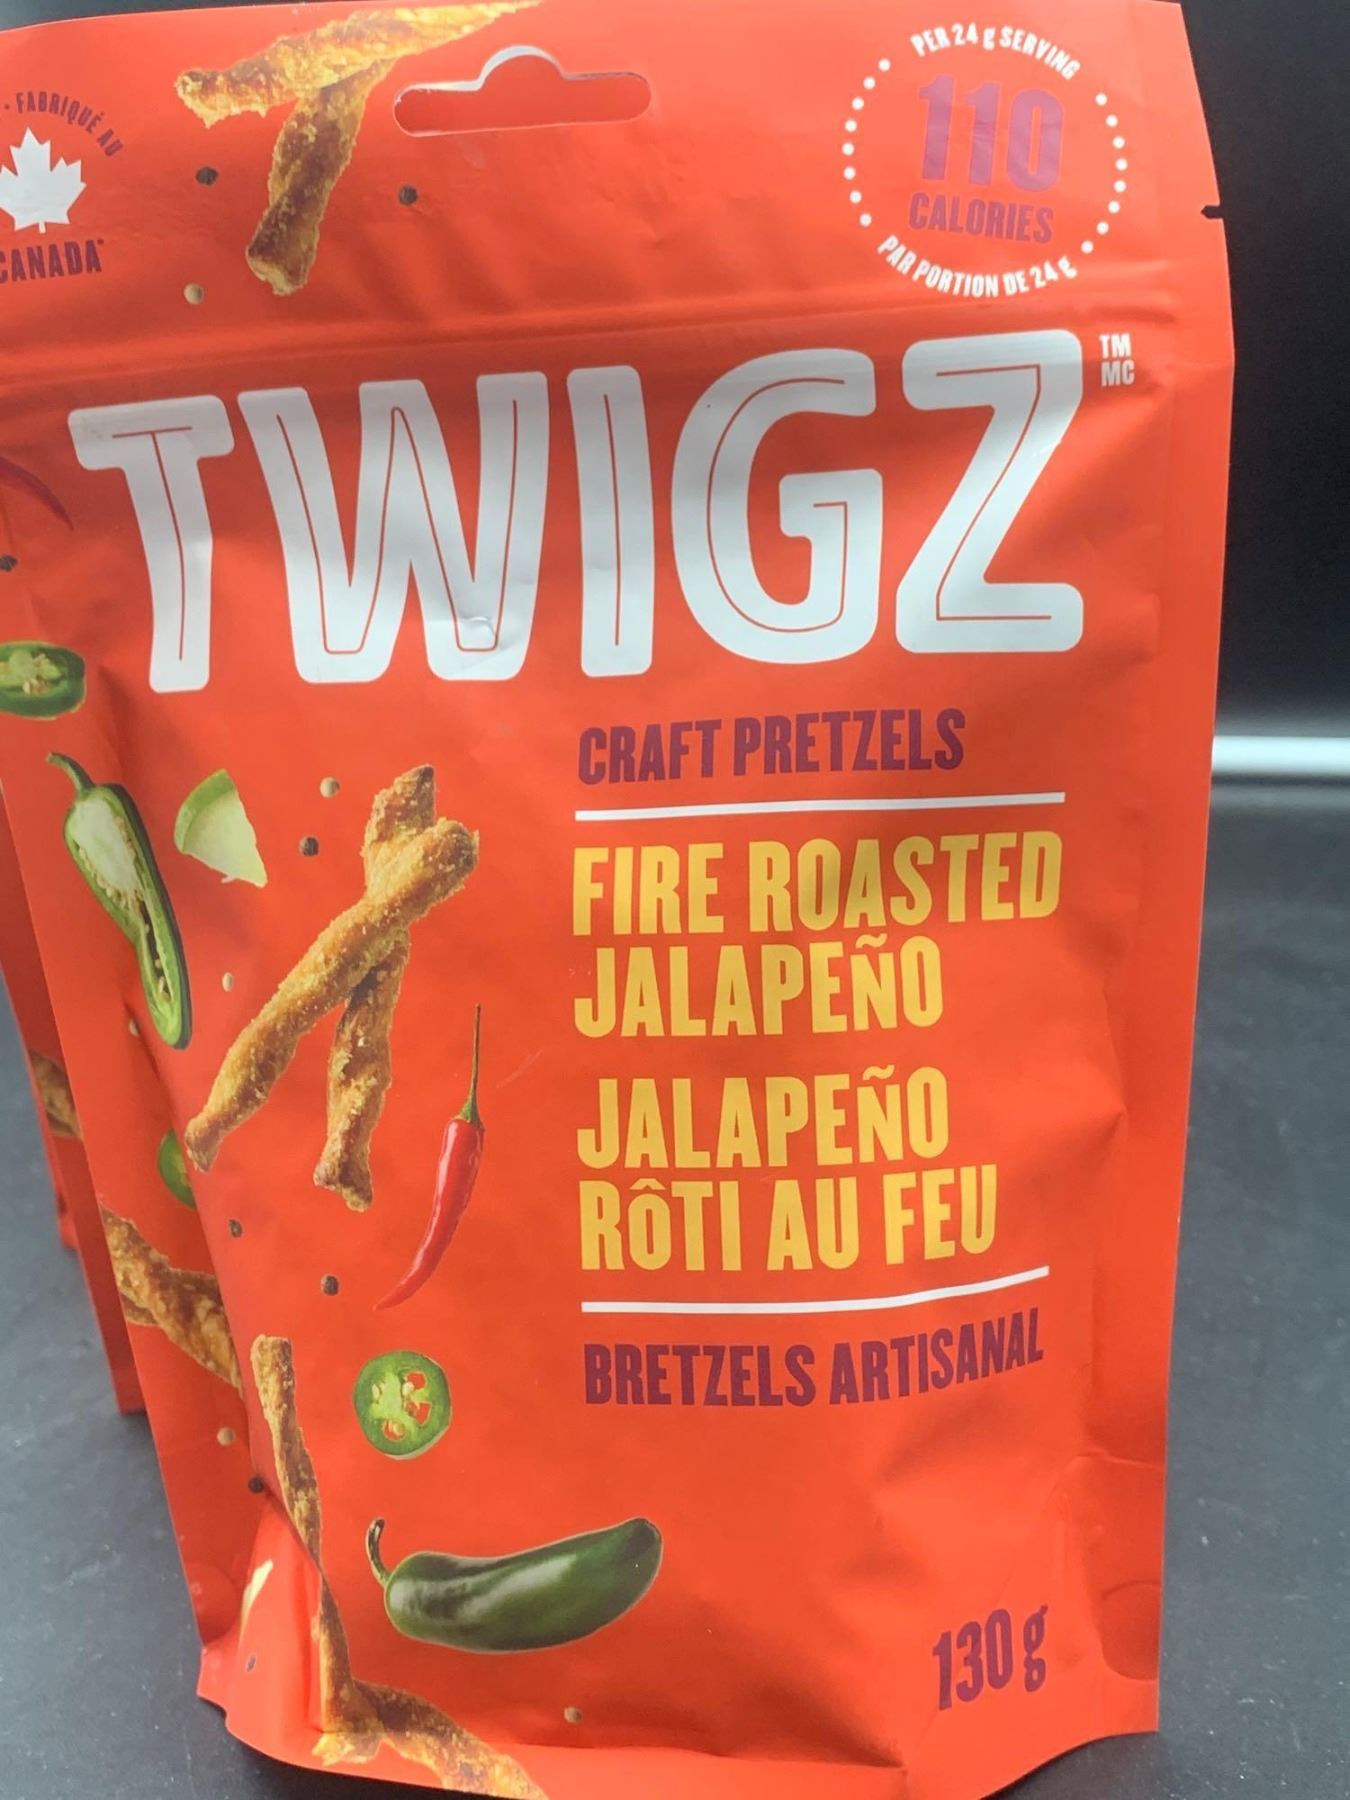 · FABRIQUÉ AU
CANADA*
PER 24 g SERVING
110
CALORIES
PAR PORTION DE 24 g
TWIGZ
TM
MC
CRAFT PRETZELS
FIRE ROASTED
JALAPEÑO
JALAPEÑO
RÔTI AU FEU
BRETZELS ARTISANAL
130 g